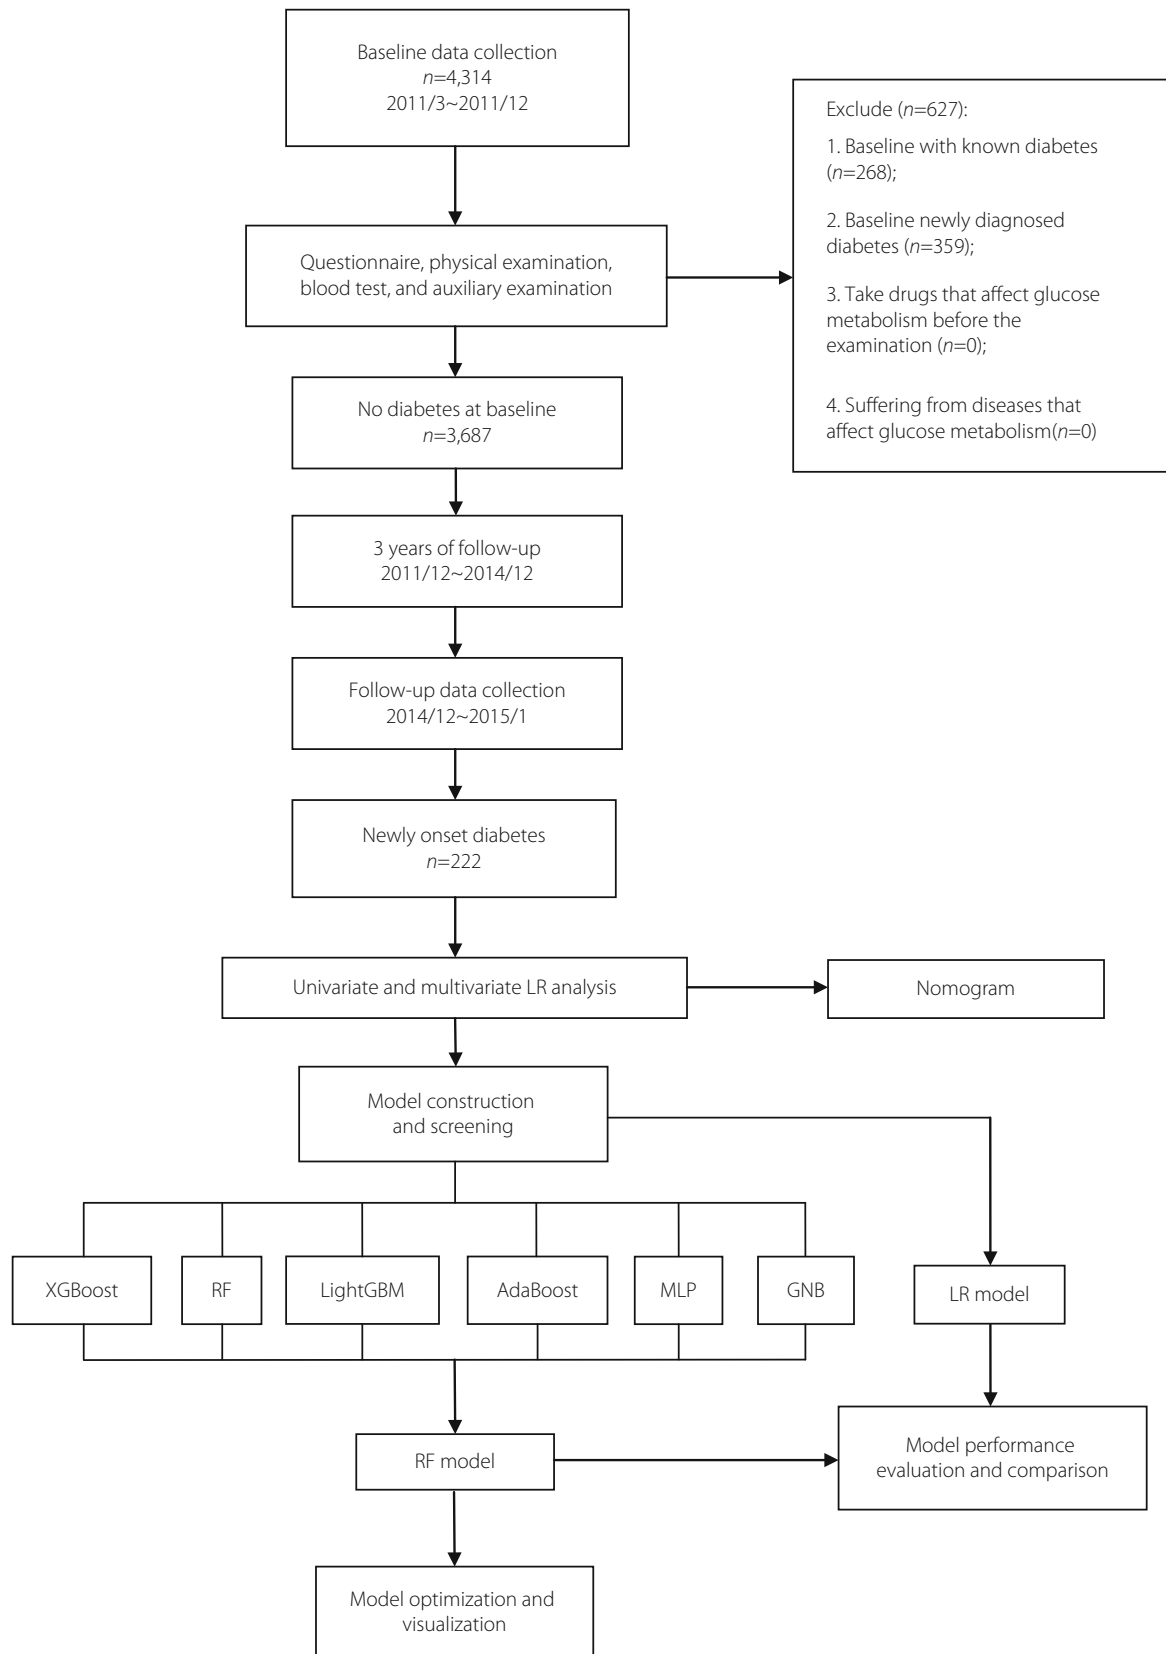 Baseline data collection
n=4,314
2011/3~2011/12
Exclude (n=627):
1. Baseline with known diabetes
(n=268);
2. Baseline newly diagnosed
diabetes (n=359);
3. Take drugs that affect glucose
metabolism before the
examination (n=0);
4. Suffering from diseases that
affect glucose metabolism(n=0)
Questionnaire, physical examination,
blood test, and auxiliary examination
No diabetes at baseline
n=3,687
3 years of follow-up
2011/12~2014/12
Follow-up data collection
2014/12~2015/1
Newly onset diabetes
n=222
Univariate and multivariate LR analysis
Nomogram
Model construction
and screening
XGBoost
RF
LightGBM
AdaBoost
MLP
GNB
LR model
RF model
Model performance
evaluation and comparison
Model optimization and
visualization